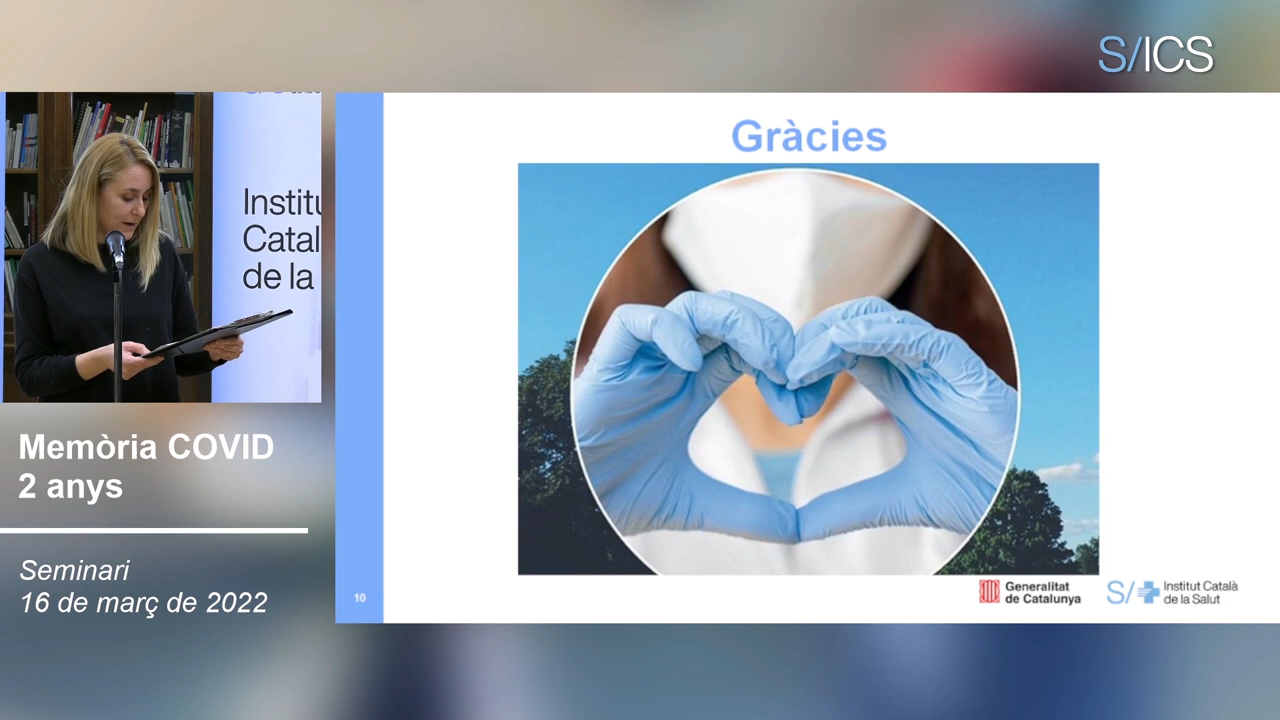 S/ICS
Institu
Catal
de la
Memòria COVID
2 anys
Seminari
16 de març de 2022
Gràcies
10
Generalitat
de Catalunya
S/
Institut Català
de la Salut